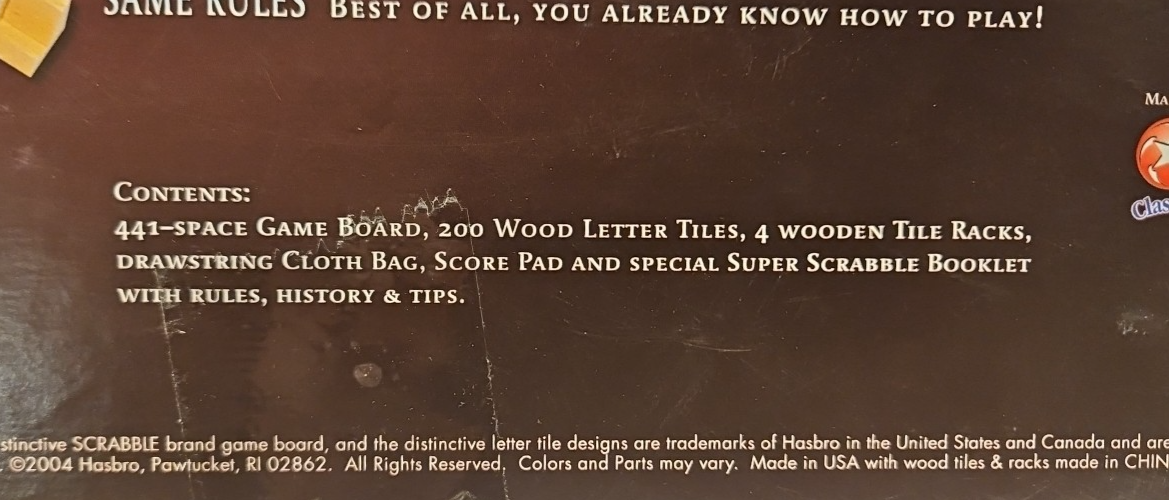 SAME RULES BEST OF ALL, YOU ALREADY KNOW HOW TO PLAY!
CONTENTS:
441-SPACE GAME BOARD, 200 WOOD LETTER TILES, 4 WOODEN TILE RACKS,
DRAWSTRING CLOTH BAG, SCORE PAD AND SPECIAL SUPER SCRABBLE BOOKLET
WITH RULES, HISTORY & TIPS.
stinctive SCRABBLE brand game board, and the distinctive letter tile designs are trademarks of Hasbro in the United States and Canada and are
©2004 Hasbro, Pawtucket, RI 02862. All Rights Reserved. Colors and Parts may vary. Made in USA with wood tiles & racks made in CHIN